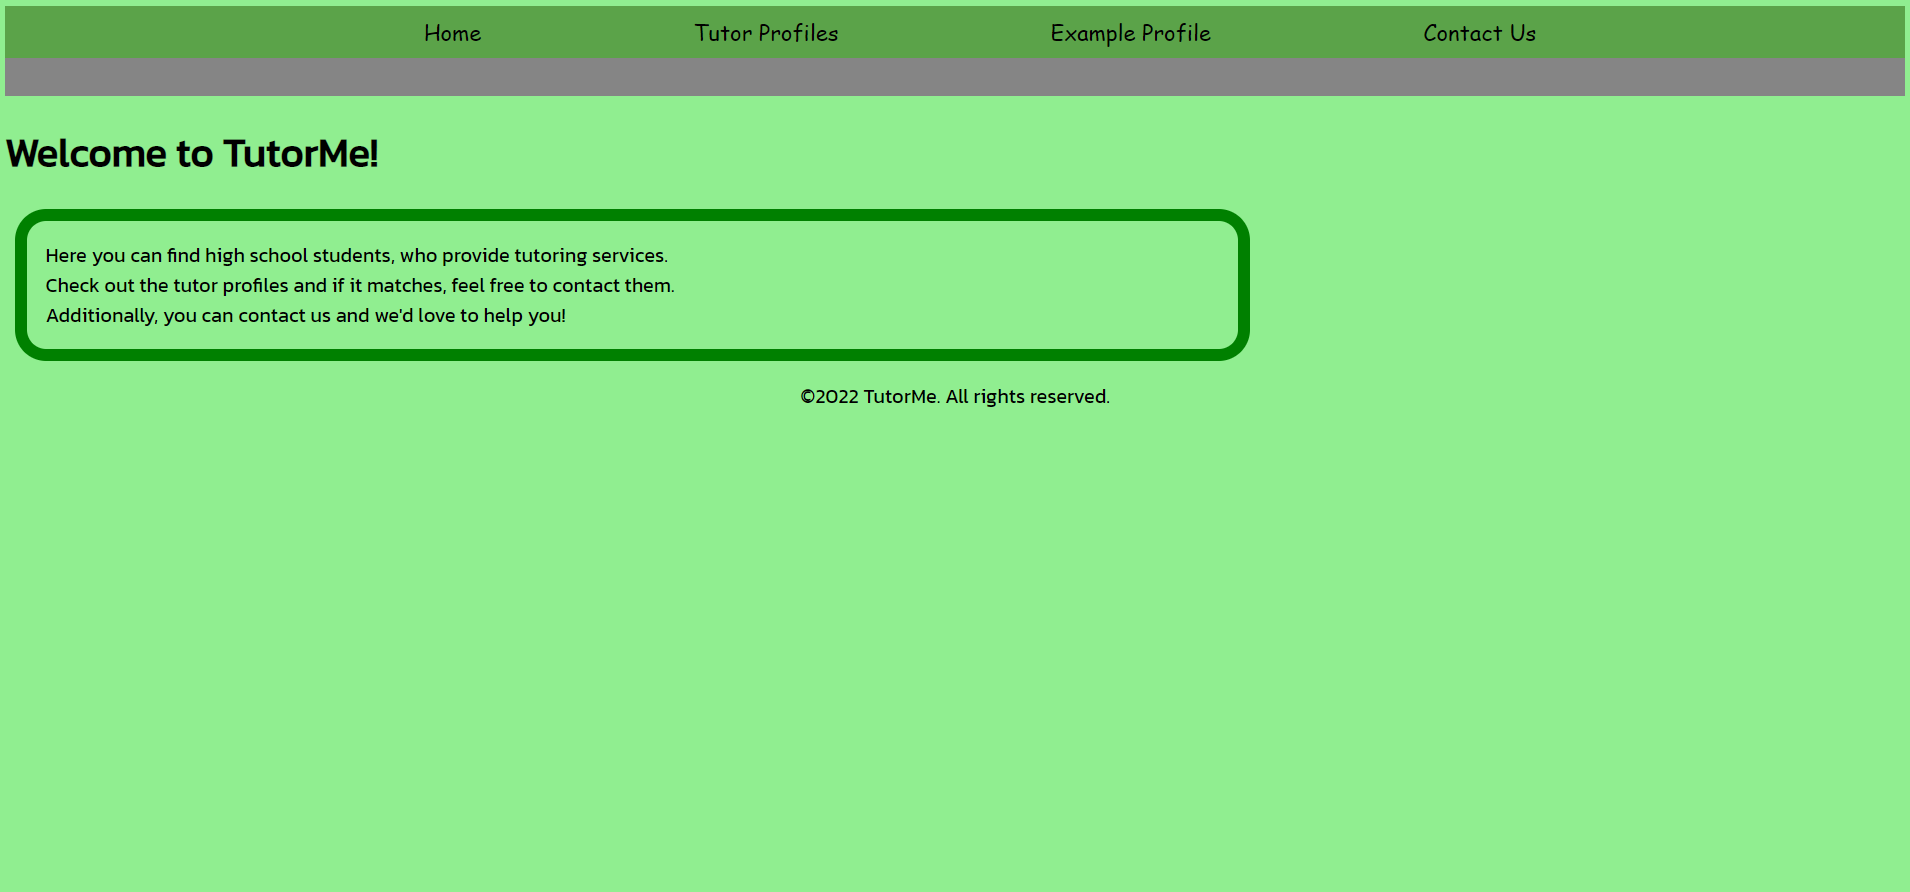 Home Tutor Profiles Example Profile Contact Us
Welcome to TutorMe!
Here you can find high school students, who provide tutoring services.
Check out the tutor profiles and if it matches, feel free to contact them.
Additionally, you can contact us and we'd love to help you!
©2022 TutorMe. All rights reserved.